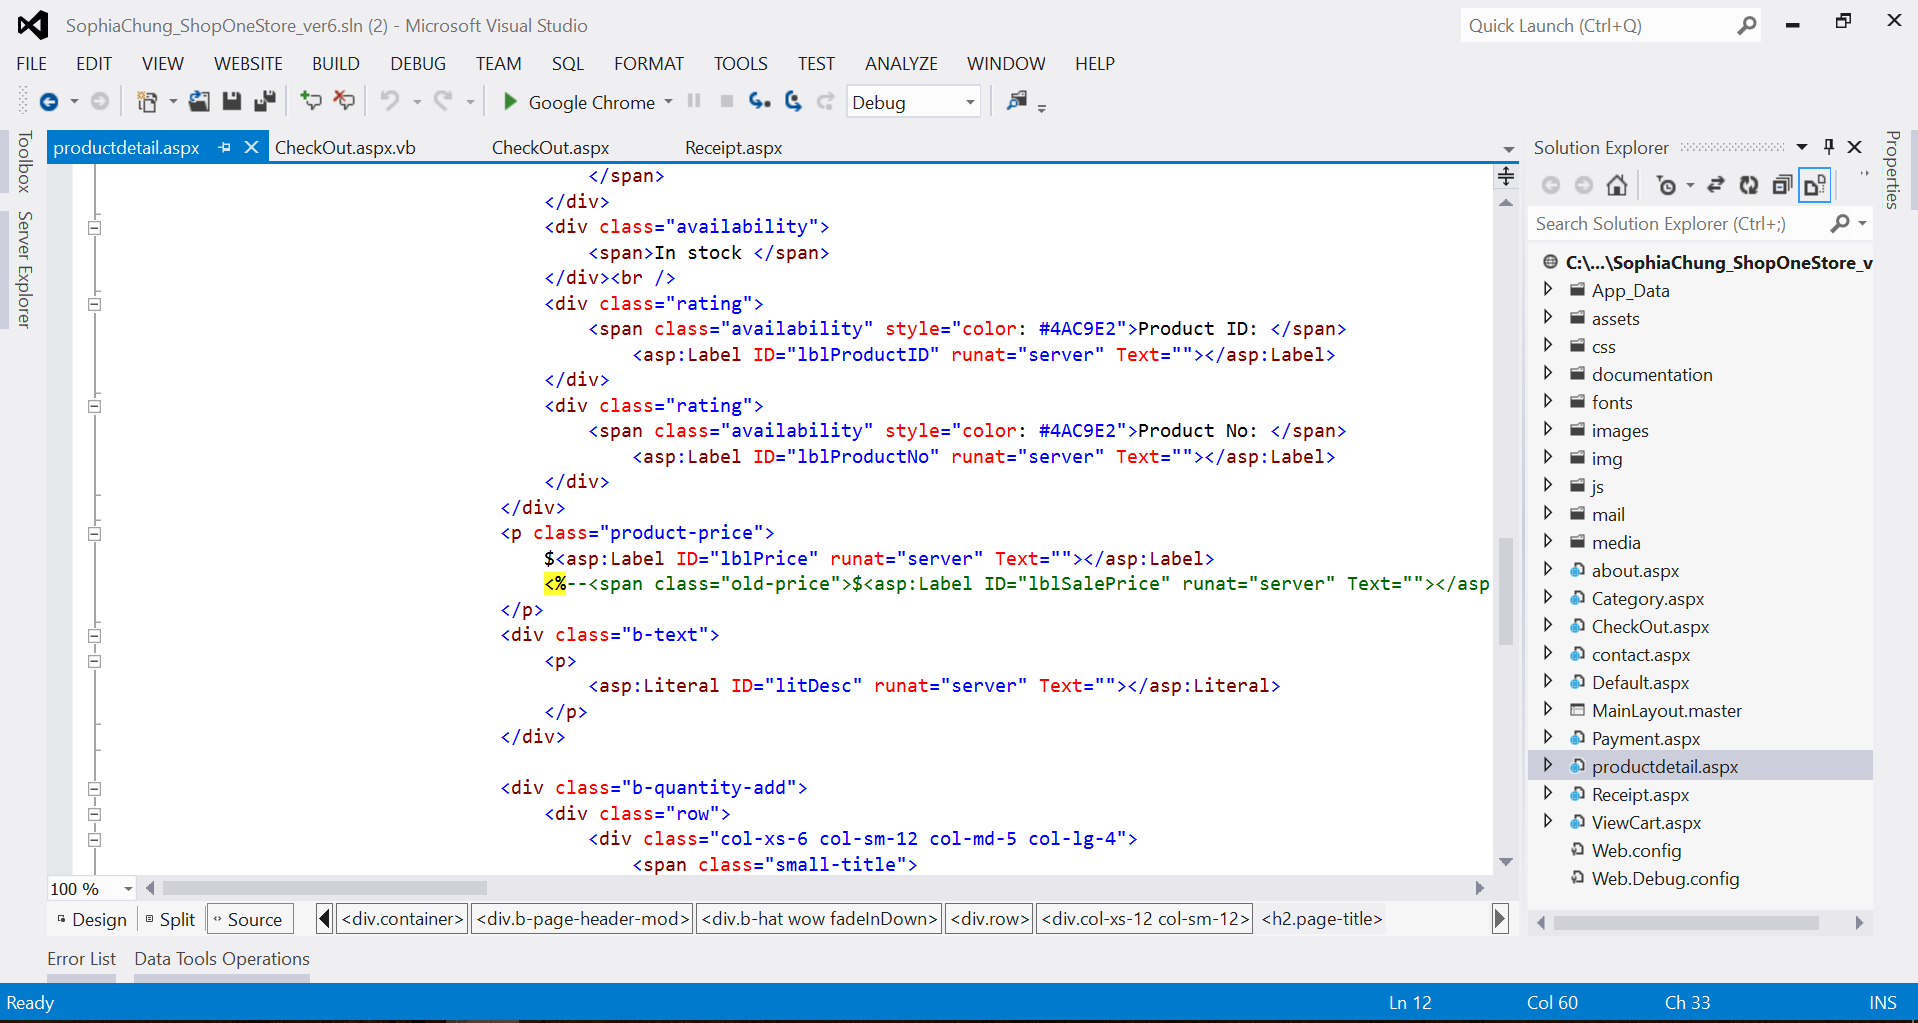 SophiaChung_ShopOneStore_ver6.sln (2) - Microsoft Visual Studio
Quick Launch (Ctrl+Q)
FILE EDIT VIEW WEBSITE BUILD DEBUG TEAM SQL FORMAT TOOLS TEST ANALYZE WINDOW HELP
Google Chrome Debug
Toolbox
Server Explorer
productdetail.aspx CheckOut.aspx.vb CheckOut.aspx Receipt.aspx
</span>
</div>
<div class="availability">
<span>In stock </span>
</div><br />
<div class="rating">
<span class="availability" style="color: #4AC9E2">Product ID: </span>
<asp:Label ID="lblProductID" runat="server" Text=""></asp:Label>
</div>
<div class="rating">
<span class="availability" style="color: #4AC9E2">Product No: </span>
<asp:Label ID="lblProductNo" runat="server" Text=""></asp:Label>
</div>
</div>
<p class="product-price">
$<asp:Label ID="lblPrice" runat="server" Text=""></asp:Label>
<%--<span class="old-price">$<asp:Label ID="lblSalePrice" runat="server" Text=""></asp
</p>
<div class="b-text">
<p>
<asp:Literal ID="litDesc" runat="server" Text=""></asp:Literal>
</p>
</div>
<div class="b-quantity-add">
<div class="row">
<div class="col-xs-6 col-sm-12 col-md-5 col-lg-4">
<span class="small-title">
100 %
Design Split Source <div.container> <div.b-page-header-mod> <div.b-hat wow fadeInDown> <div.row> <div.col-xs-12 col-sm-12> <h2.page-title>
Solution Explorer
Search Solution Explorer (Ctrl+;)
C:\...\SophiaChung_ShopOneStore_v
App_Data
assets
css
documentation
fonts
images
img
js
mail
media
about.aspx
Category.aspx
CheckOut.aspx
contact.aspx
Default.aspx
MainLayout.master
Payment.aspx
productdetail.aspx
Receipt.aspx
ViewCart.aspx
Web.config
Web.Debug.config
Properties
Error List Data Tools Operations
Ready Ln 12 Col 60 Ch 33 INS